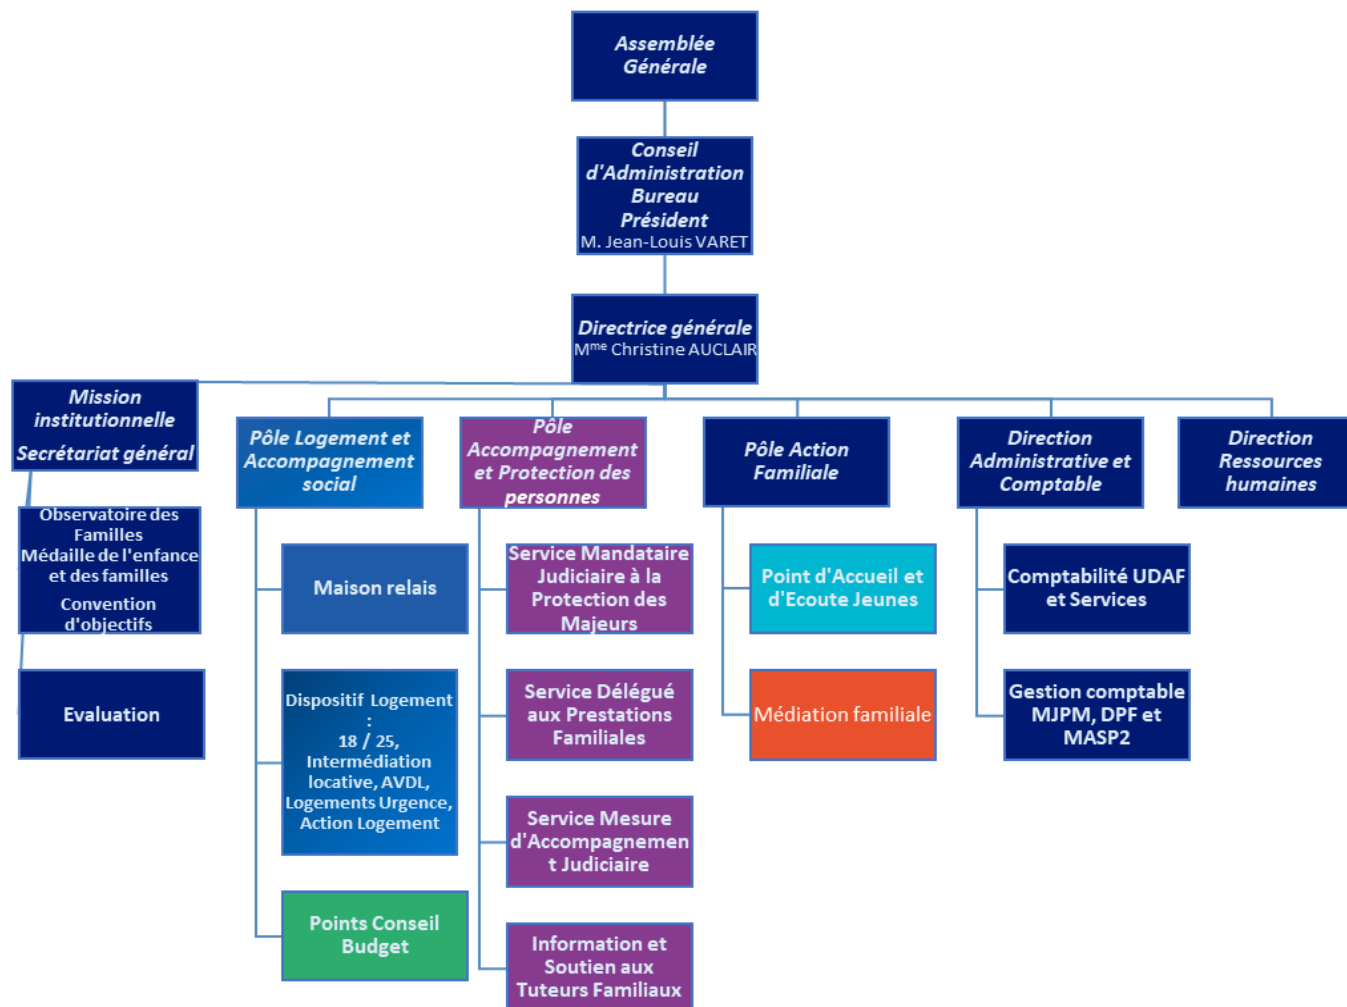 Assemblée
Générale
Conseil
d'Administration
Bureau
Président
M. Jean-Louis VARET
Directrice générale
Mme Christine AUCLAIR
Mission
institutionnelle
Secrétariat général
Observatoire des
Familles
Médaille de l'enfance
et des familles
Convention
d'objectifs
Evaluation
Pôle Logement et
Accompagnement
social
Maison relais
Dispositif Logement
:
18 / 25,
Intermédiation
locative, AVDL,
Logements Urgence,
Action Logement
Points Conseil
Budget
Pôle
Accompagnement
et Protection des
personnes
Service Mandataire
Judiciaire à la
Protection des
Majeurs
Service Délégué
aux Prestations
Familiales
Service Mesure
d'Accompagnemen
t Judiciaire
Information et
Soutien aux
Tuteurs Familiaux
Pôle Action
Familiale
Point d'Accueil et
d'Ecoute Jeunes
Médiation familiale
Direction
Administrative et
Comptable
Comptabilité UDAF
et Services
Gestion comptable
MJPM, DPF et
MASP2
Direction
Ressources
humaines